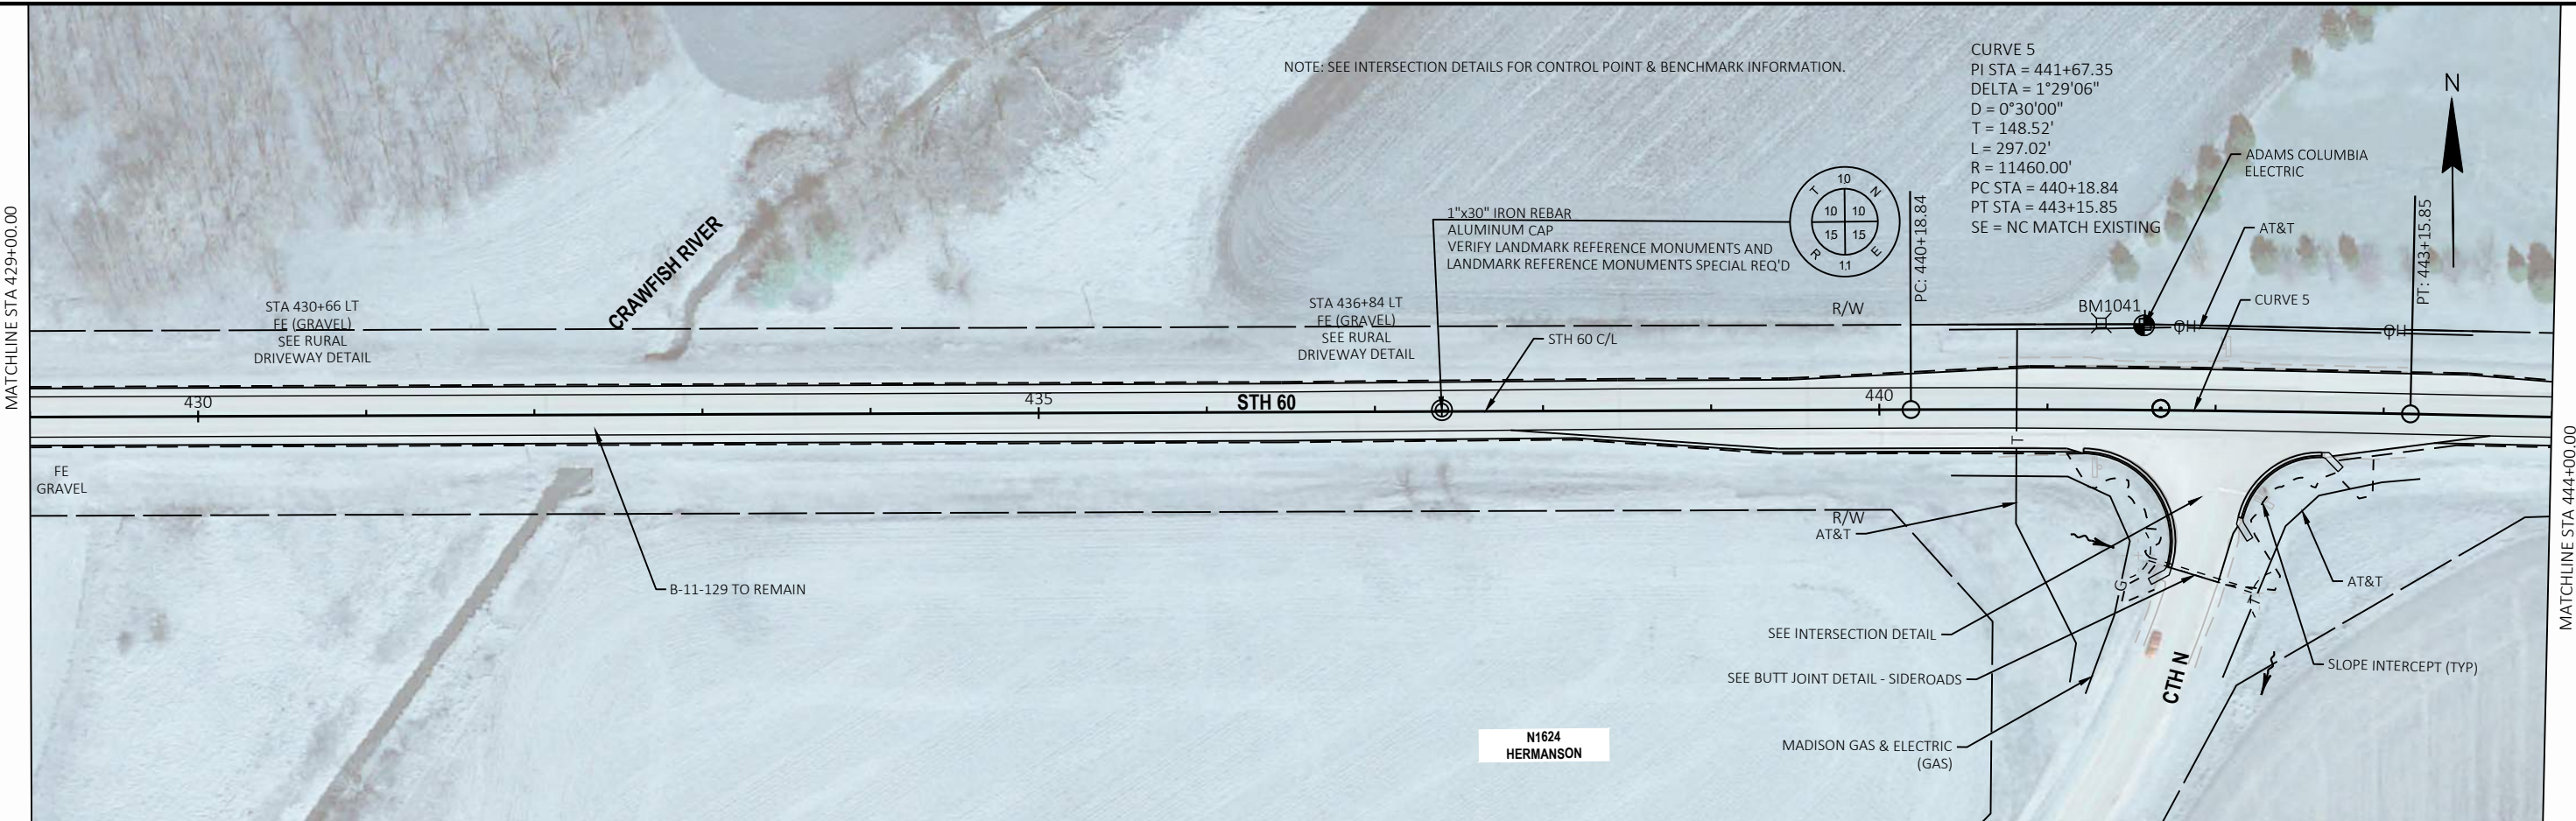 NOTE: SEE INTERSECTION DETAILS FOR CONTROL POINT & BENCHMARK INFORMATION.
CURVE 5
PI STA = 441+67.35
DELTA = 1°29'06"
D = 0°30'00"
T = 148.52'
L = 297.02'
R = 11460.00'
PC STA = 440+18.84
PT STA = 443+15.85
SE = NC MATCH EXISTING
N
ADAMS COLUMBIA
ELECTRIC
AT&T
CURVE 5
PC: 440+18.84
PT: 443+15.85
MATCHLINE STA 429+00.00
CRAWFISH RIVER
STA 430+66 LT
FE (GRAVEL)
SEE RURAL
DRIVEWAY DETAIL
1"x30" IRON REBAR
ALUMINUM CAP
VERIFY LANDMARK REFERENCE MONUMENTS AND
LANDMARK REFERENCE MONUMENTS SPECIAL REQ'D
T N
R E
10
10 10
15 15
11
STA 436+84 LT
FE (GRAVEL)
SEE RURAL
DRIVEWAY DETAIL
STH 60 C/L
R/W
BM1041
OH
OH
430
435
STH 60
440
T
FE
GRAVEL
B-11-129 TO REMAIN
R/W
AT&T
G
T
AT&T
SEE INTERSECTION DETAIL
SEE BUTT JOINT DETAIL - SIDEROADS
SLOPE INTERCEPT (TYP)
CTH N
MADISON GAS & ELECTRIC
(GAS)
N1624
HERMANSON
MATCHLINE STA 444+00.00